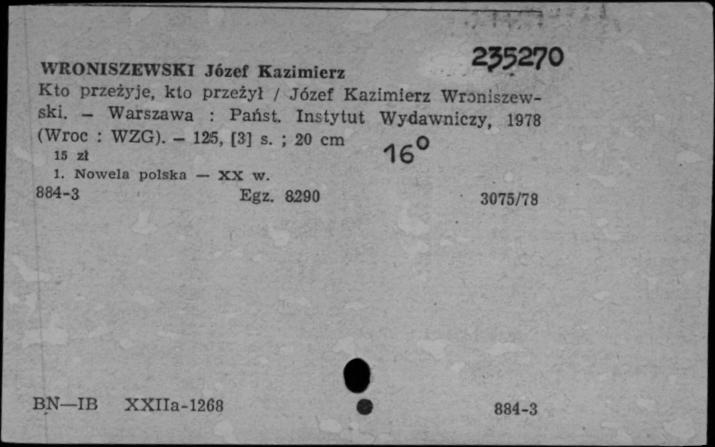 235270
WRONISZEWSKI Józef Kazimierz
Kto przeżyje, kto przeżył / Józef Kazimierz Wroniszew-
ski. — Warszawa : Państ. Instytut Wydawniczy, 1978
(Wroc : WZG). — 125, [3] s. ; 20 cm
16°
15 zł
1. Nowela polska — XX w.
884-3 Egz. 8290 3075/78
BN—IB XXIIa-1268 884-3